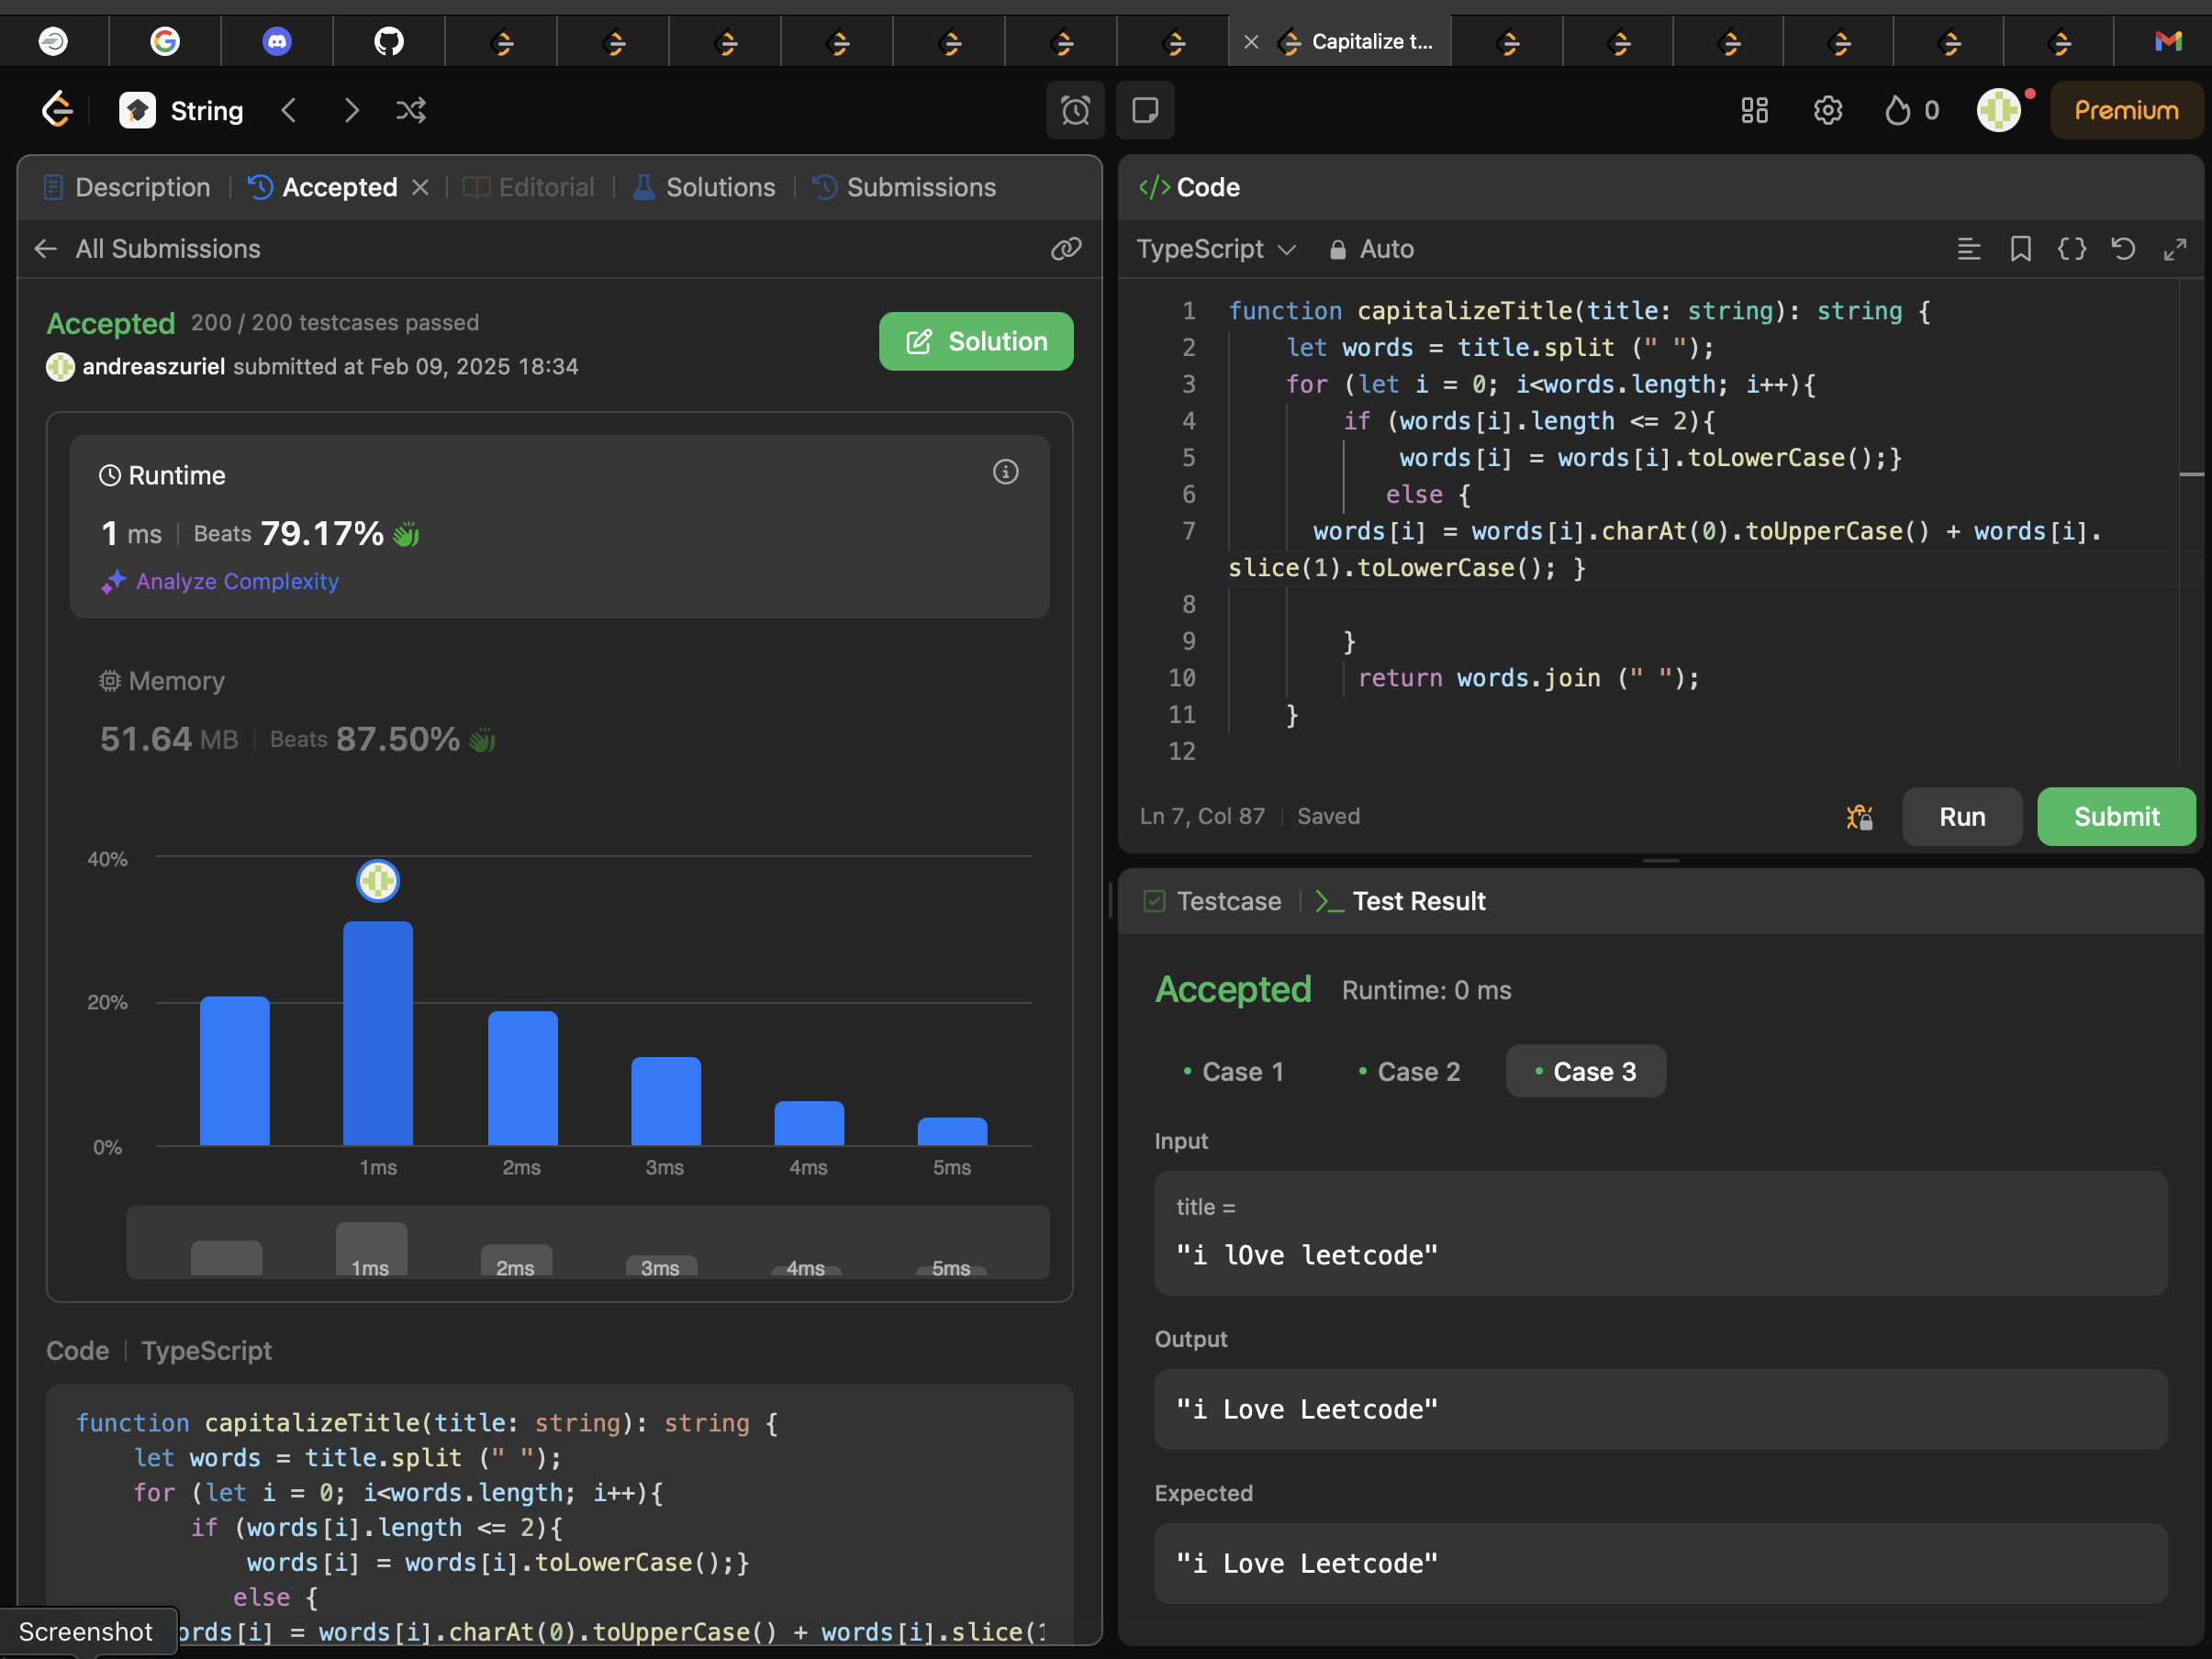 Capitalize t...
String
0
Premium
Description
Accepted
Editorial
Solutions
Submissions
All Submissions
Accepted 200 / 200 testcases passed
andreaszuriel submitted at Feb 09, 2025 18:34
Solution
Runtime
1 ms Beats 79.17%
Analyze Complexity
Memory
51.64 MB Beats 87.50%
40%
20%
0%
1ms 2ms 3ms 4ms 5ms
1ms 2ms 3ms 4ms 5ms
Code TypeScript
function capitalizeTitle(title: string): string {
let words = title.split (" ");
for (let i = 0; i<words.length; i++){
if (words[i].length <= 2){
words[i] = words[i].toLowerCase();}
else {
ords[i] = words[i].charAt(0).toUpperCase() + words[i].slice(1
Screenshot
Code
TypeScript Auto
1 function capitalizeTitle(title: string): string {
2 let words = title.split (" ");
3 for (let i = 0; i<words.length; i++){
4 if (words[i].length <= 2){
5 words[i] = words[i].toLowerCase();}
6 else {
7 words[i] = words[i].charAt(0).toUpperCase() + words[i].
slice(1).toLowerCase(); }
8
9 }
10 return words.join (" ");
11 }
12
Ln 7, Col 87 Saved
Run
Submit
Testcase
>_ Test Result
Accepted Runtime: 0 ms
Case 1 Case 2 Case 3
Input
title =
"i lOve leetcode"
Output
"i Love Leetcode"
Expected
"i Love Leetcode"